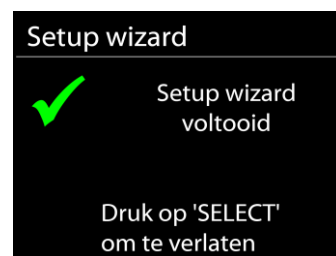 Setup wizard
Setup wizard
voltooid
Druk op 'SELECT'
om te verlaten